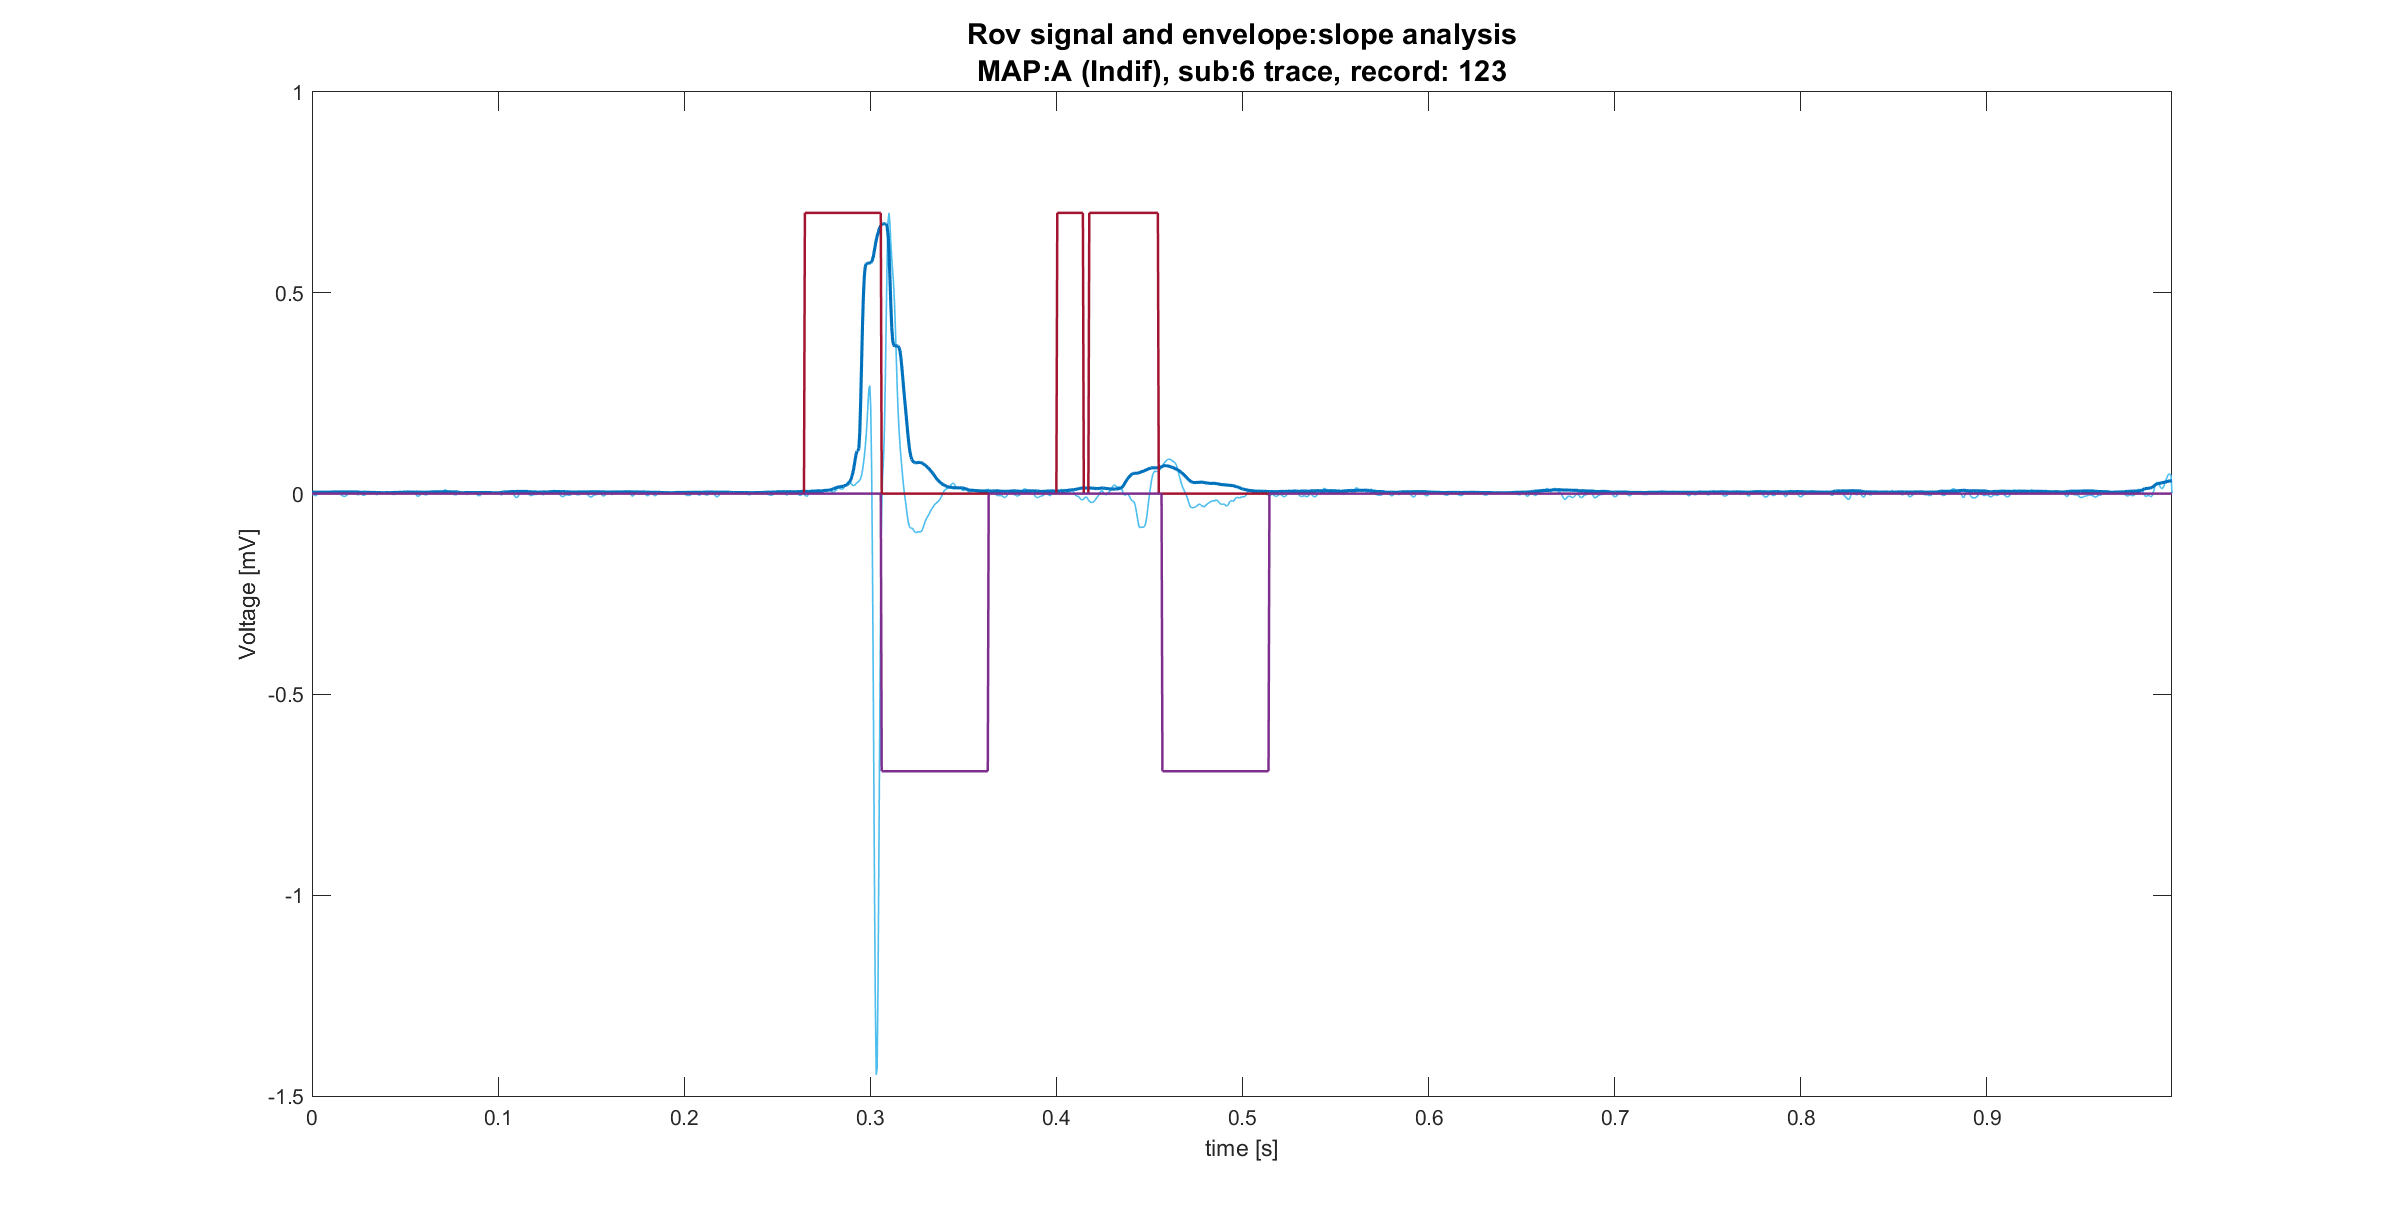 Rov signal and envelope:slope analysis
MAP:A (Indif), sub:6 trace, record: 123
1
0.5
0
-0.5
-1
-1.5
Voltage [mV]
0 0.1 0.2 0.3 0.4 0.5 0.6 0.7 0.8 0.9
time [s]